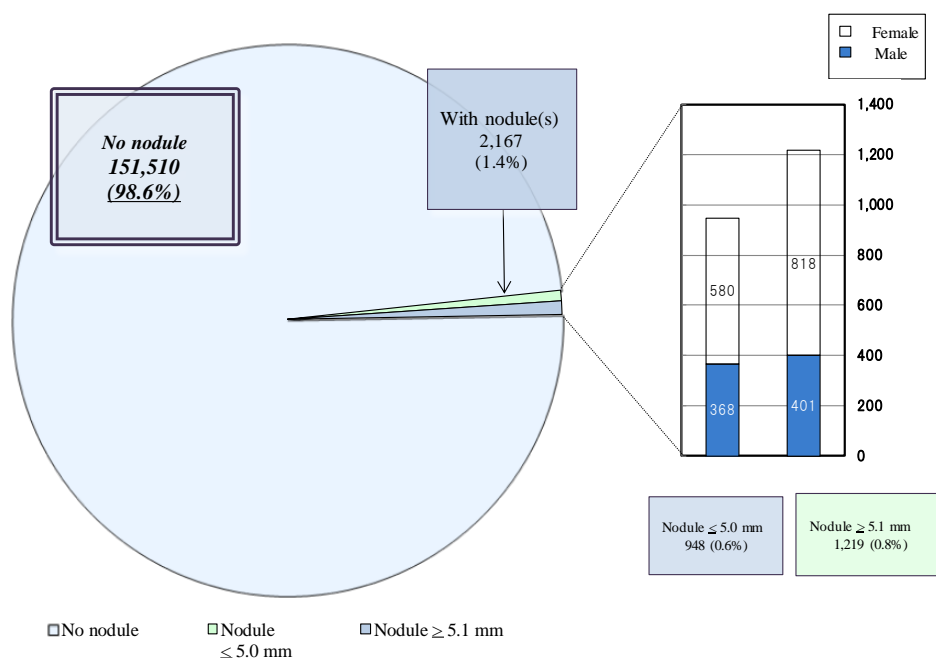 Female
Male
No nodule
151,510
(98.6%)
With nodule(s)
2,167
(1.4%)
1,400
1,200
1,000
800
600
400
200
0
580
818
368
401
Nodule ≤ 5.0 mm
948 (0.6%)
Nodule ≥ 5.1 mm
1,219 (0.8%)
No nodule
Nodule
≤ 5.0 mm
Nodule ≥ 5.1 mm